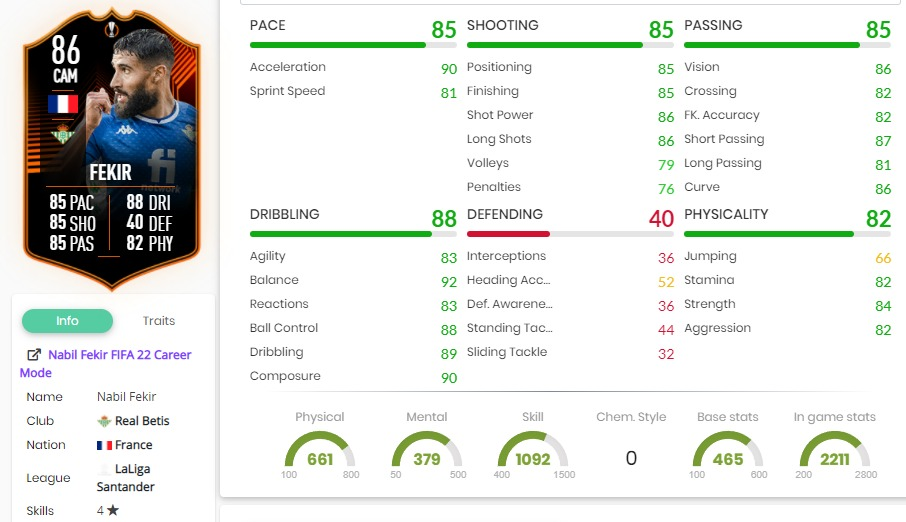 86
CAM
FEKIR
85 PAC 88 DRI
85 SHO 40 DEF
85 PAS 82 PHY
fi
network
Info Traits
Nabil Fekir FIFA 22 Career
Mode
Name Nabil Fekir
Club Real Betis
Nation France
League LaLiga
Santander
Skills 4
PACE 85
Acceleration 90
Sprint Speed 81
SHOOTING 85
Positioning 85
Finishing 85
Shot Power 86
Long Shots 86
Volleys 79
Penalties 76
PASSING 85
Vision 86
Crossing 82
FK. Accuracy 82
Short Passing 87
Long Passing 81
Curve 86
DRIBBLING 88
Agility 83
Balance 92
Reactions 83
Ball Control 88
Dribbling 89
Composure 90
DEFENDING 40
Interceptions 36
Heading Acc... 52
Def. Awarene... 36
Standing Tac... 44
Sliding Tackle 32
PHYSICALITY 82
Jumping 66
Stamina 82
Strength 84
Aggression 82
Physical Mental Skill Chem. Style Base stats In game stats
661 379 1092 0 465 2211
100 800 50 500 400 1500 100 600 200 2800